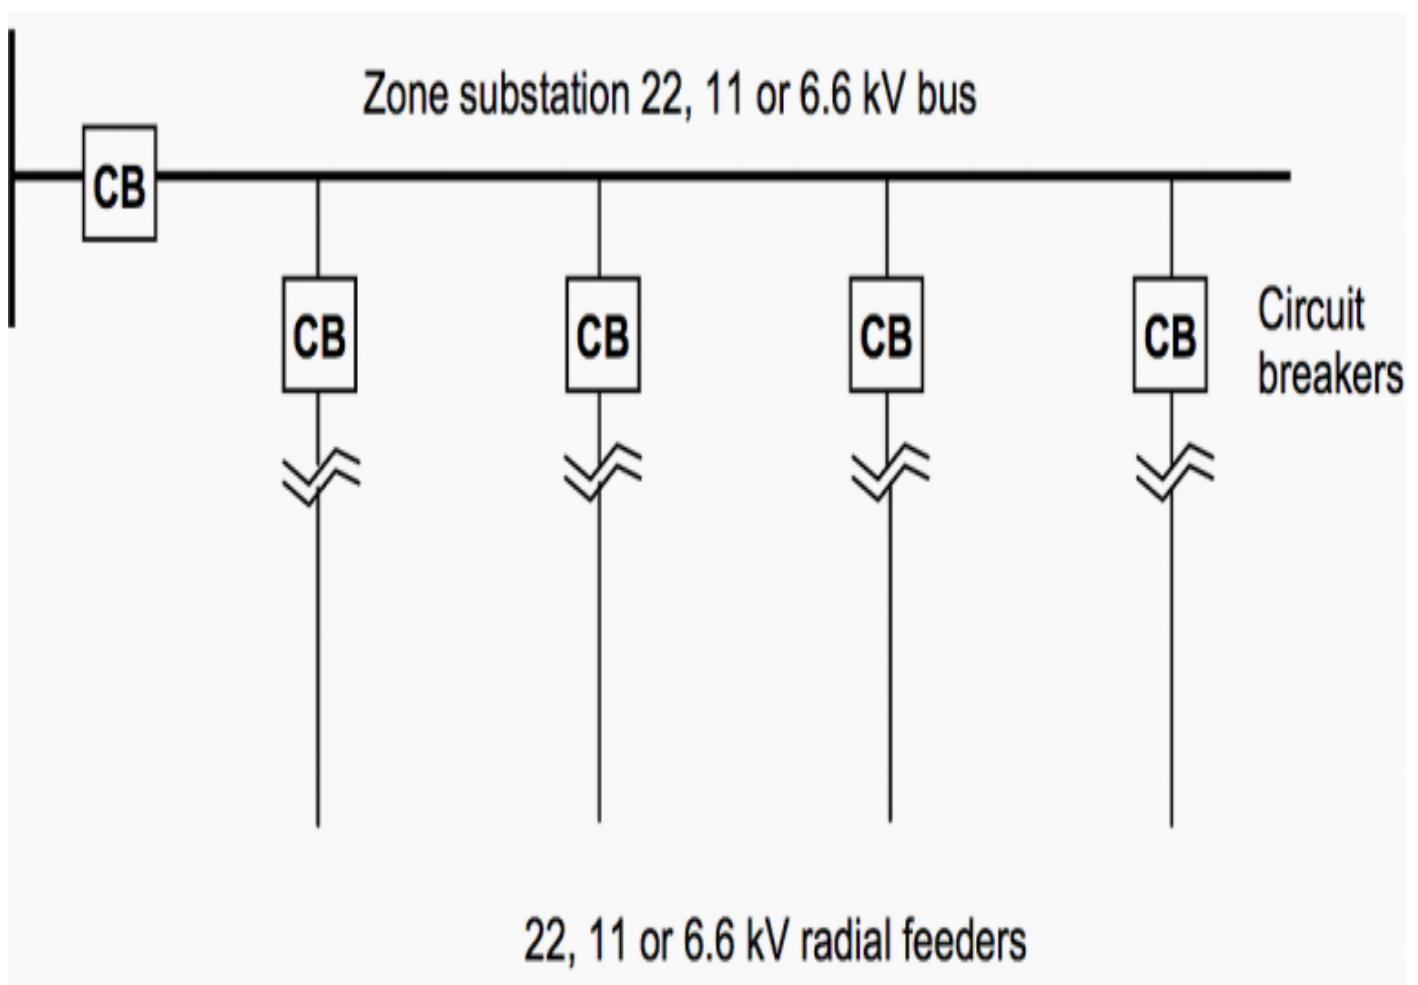 Zone substation 22, 11 or 6.6 kV bus
CB
CB
CB
CB
CB
Circuit
breakers
22, 11 or 6.6 kV radial feeders